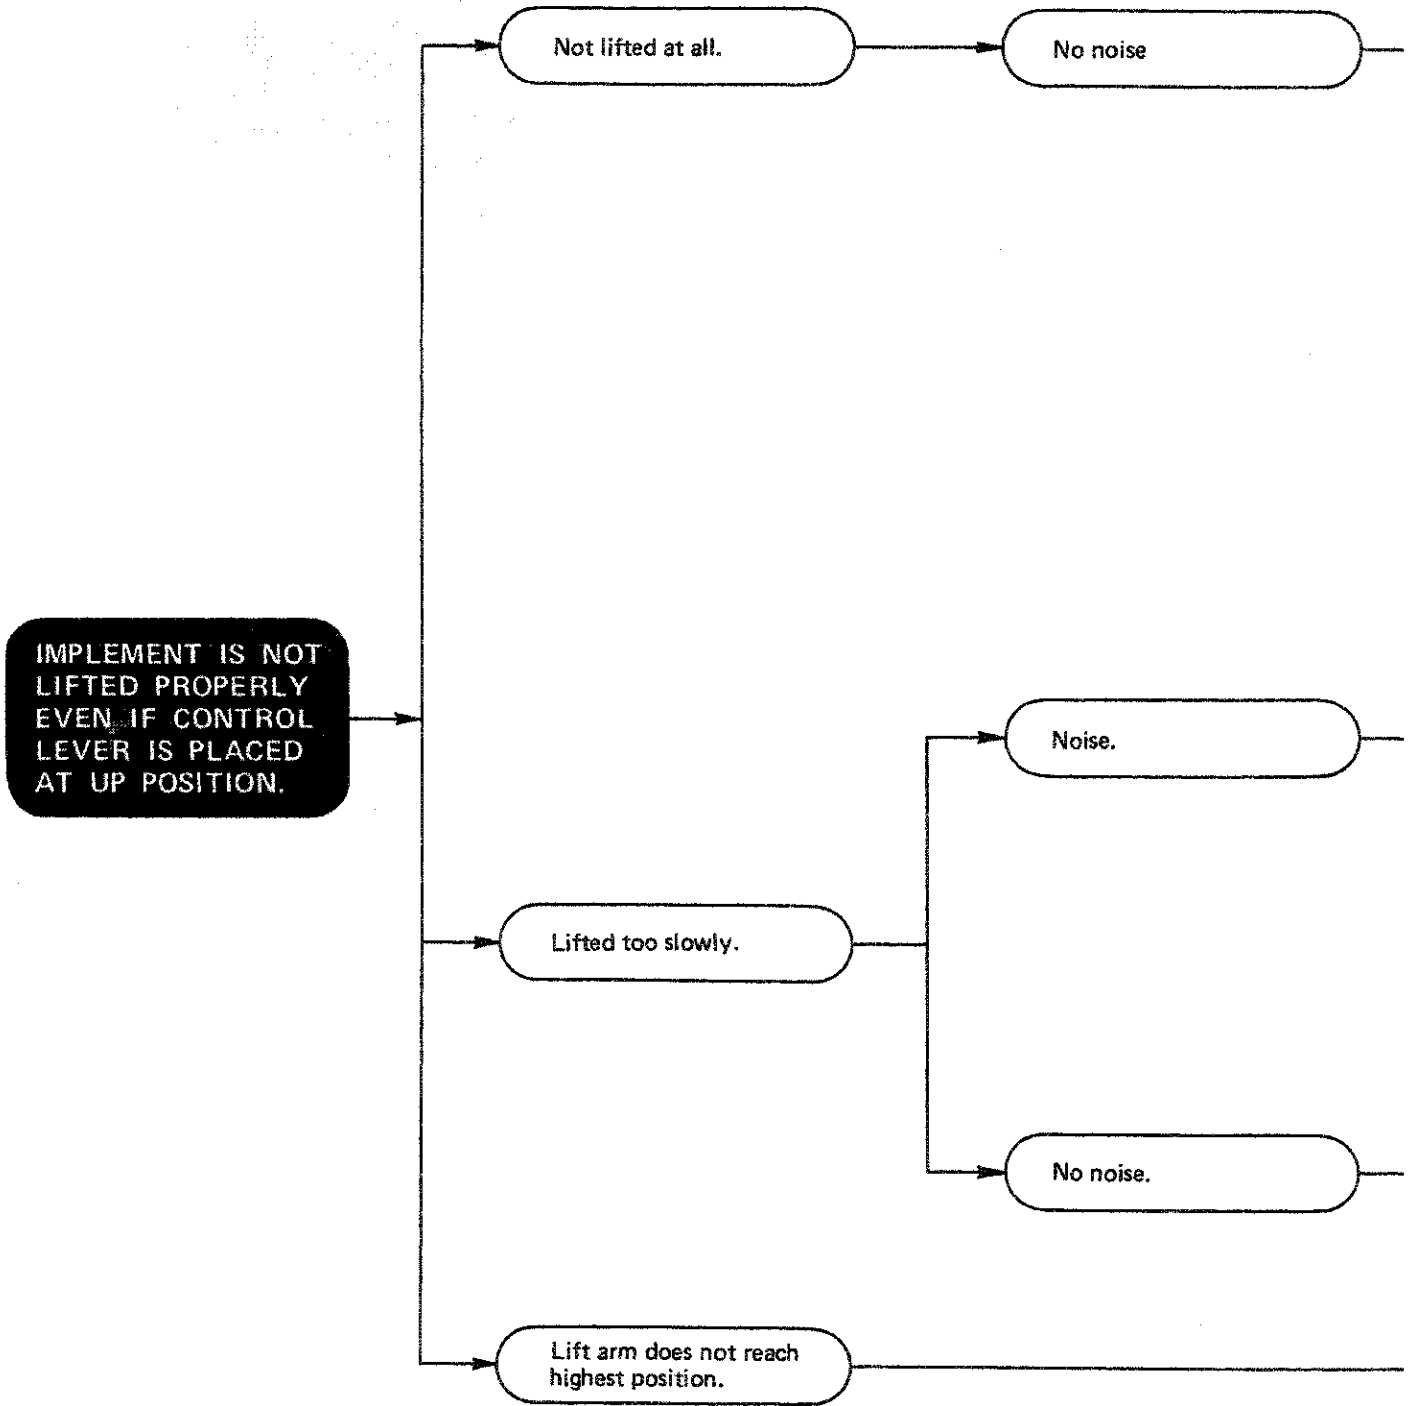 Not lifted at all.
No noise
IMPLEMENT IS NOT
LIFTED PROPERLY
EVEN IF CONTROL
LEVER IS PLACED
AT UP POSITION.
Noise.
Lifted too slowly.
No noise.
Lift arm does not reach
highest position.